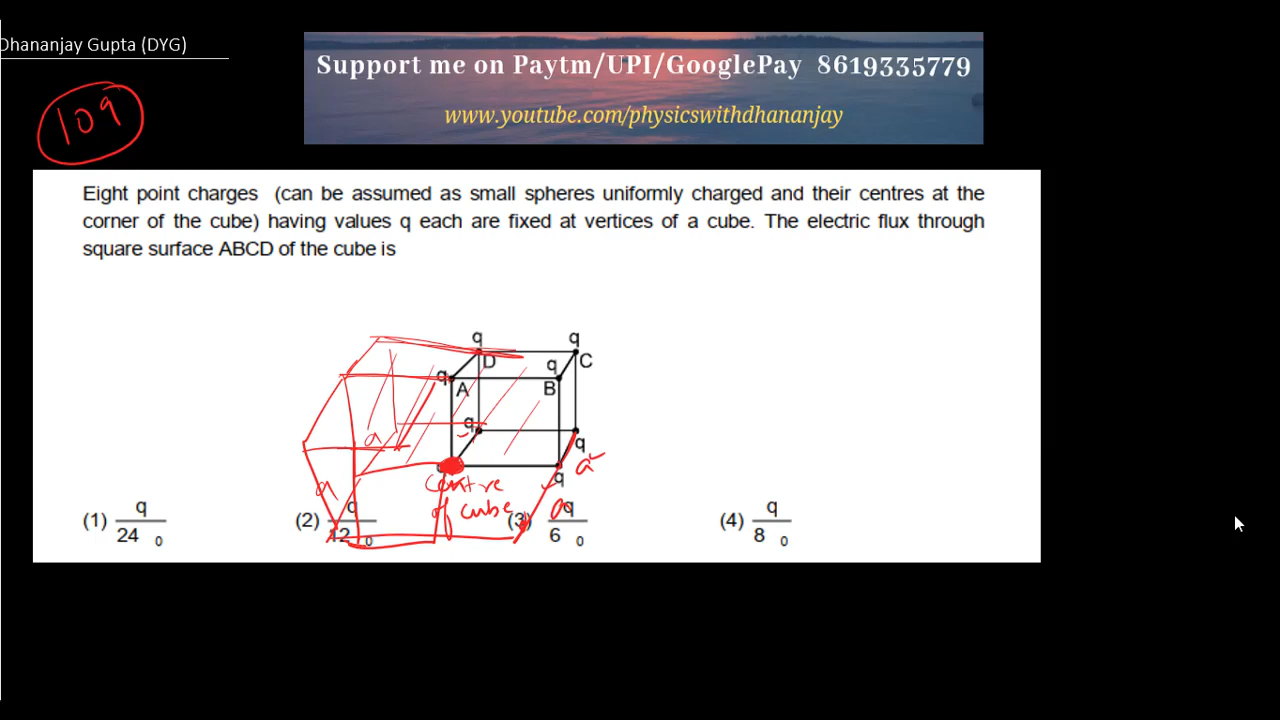 Dhananjay Gupta (DYG)
Support me on Paytm/UPI/GooglePay 8619335779
www.youtube.com/physicswithdhananjay
109
Eight point charges (can be assumed as small spheres uniformly charged and their centres at the
corner of the cube) having values q each are fixed at vertices of a cube. The electric flux through
square surface ABCD of the cube is
q q
D q C
q A B
q q
a a
q
centre
of cube
a a
(1) q/24 0 (2) q/12 0 (3) q/6 0 (4) q/8 0